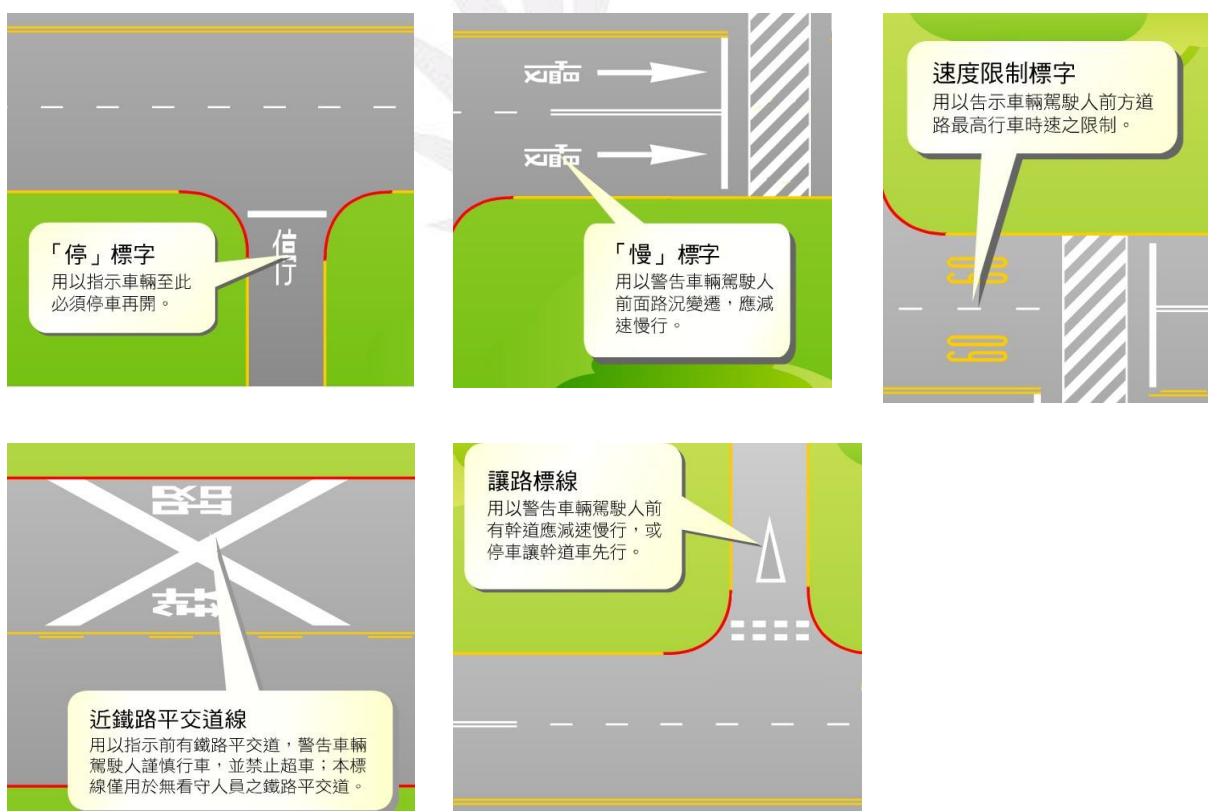 「停」標字
用以指示車輛至此
必須停車再開。
停
慢
慢
「慢」標字
用以警告車輛駕駛人
前面路況變遷，應減
速慢行。
速度限制標字
用以告示車輛駕駛人前方道
路最高行車時速之限制。
50
50
近鐵路平交道線
用以指示前有鐵路平交道，警告車輛
駕駛人謹慎行車，並禁止超車；本標
線僅用於無看守人員之鐵路平交道。
讓路標線
用以警告車輛駕駛人前
有幹道應減速慢行，或
停車讓幹道車先行。